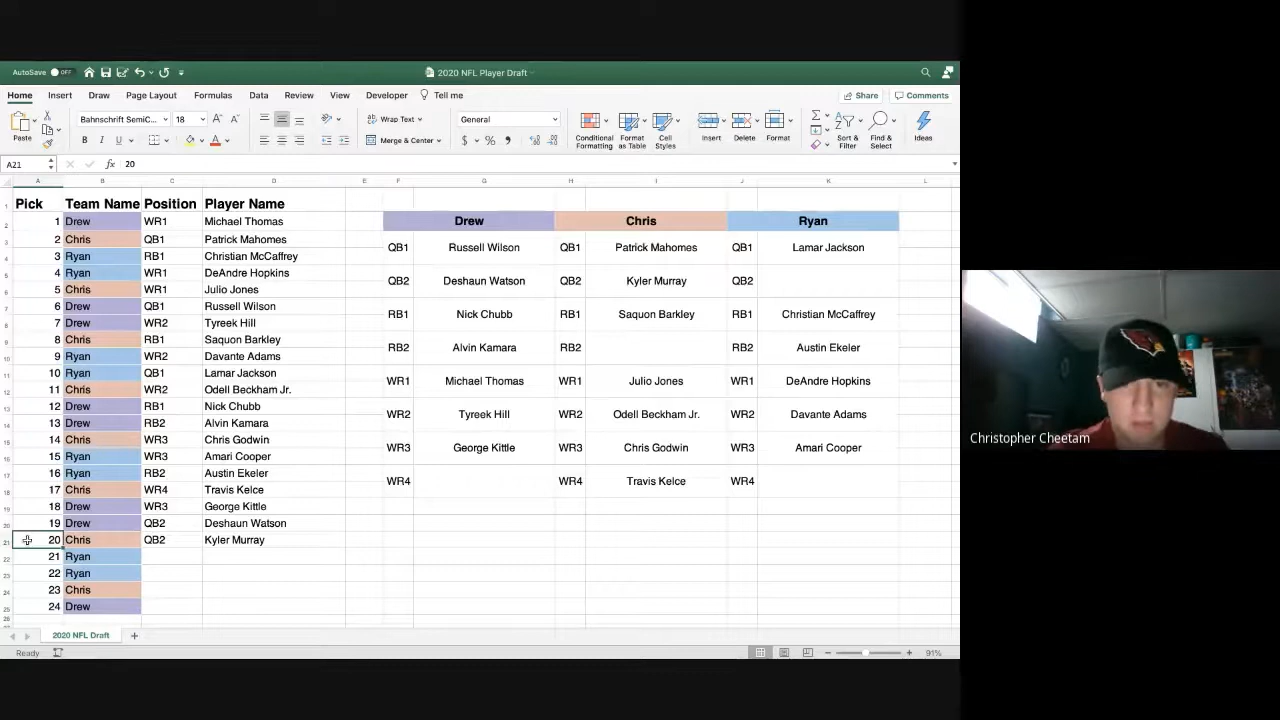 AutoSave OFF 2020 NFL Player Draft
Home Insert Draw Page Layout Formulas Data Review View Developer Tell me Share Comments
Paste Bahnschrift SemiC... 18 A A Wrap Text General Conditional Formatting Format as Table Cell Styles Insert Delete Format Sort & Filter Find & Select Ideas
B I U A Merge & Center $ % ,
A21 fx 20
A B C D E F G H I J K L
Pick Team Name Position Player Name
1 Drew WR1 Michael Thomas
2 Chris QB1 Patrick Mahomes
3 Ryan RB1 Christian McCaffrey
4 Ryan WR1 DeAndre Hopkins
5 Chris WR1 Julio Jones
6 Drew QB1 Russell Wilson
7 Drew WR2 Tyreek Hill
8 Chris RB1 Saquon Barkley
9 Ryan WR2 Davante Adams
10 Ryan QB1 Lamar Jackson
11 Chris WR2 Odell Beckham Jr.
12 Drew RB1 Nick Chubb
13 Drew RB2 Alvin Kamara
14 Chris WR3 Chris Godwin
15 Ryan WR3 Amari Cooper
16 Ryan RB2 Austin Ekeler
17 Chris WR4 Travis Kelce
18 Drew WR3 George Kittle
19 Drew QB2 Deshaun Watson
20 Chris QB2 Kyler Murray
21 Ryan
22 Ryan
23 Chris
24 Drew
Drew Chris Ryan
QB1 Russell Wilson QB1 Patrick Mahomes QB1 Lamar Jackson
QB2 Deshaun Watson QB2 Kyler Murray QB2
RB1 Nick Chubb RB1 Saquon Barkley RB1 Christian McCaffrey
RB2 Alvin Kamara RB2 RB2 Austin Ekeler
WR1 Michael Thomas WR1 Julio Jones WR1 DeAndre Hopkins
WR2 Tyreek Hill WR2 Odell Beckham Jr. WR2 Davante Adams
WR3 George Kittle WR3 Chris Godwin WR3 Amari Cooper
WR4 WR4 Travis Kelce WR4
2020 NFL Draft +
Ready 91%
Christopher Cheetam